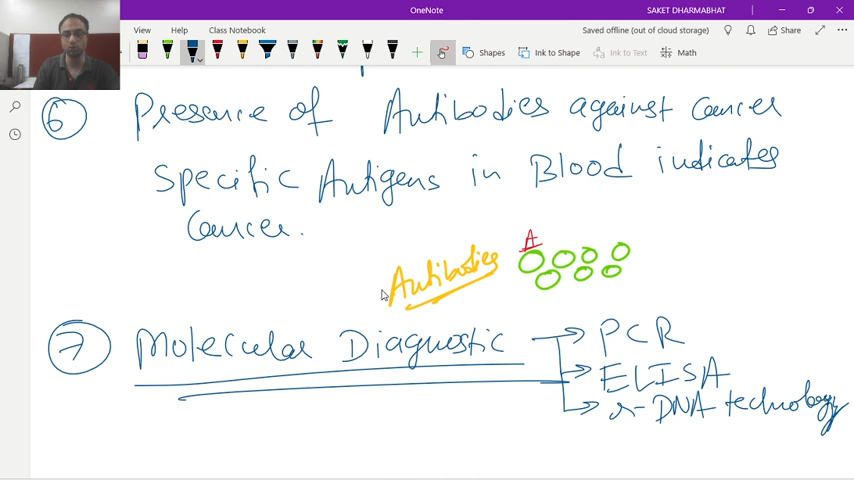 OneNote
SAKET DHARMABHAT
View Help Class Notebook
Saved offline (out of cloud storage)
Share
Shapes
Ink to Shape
Ink to Text
Math
⑥ Presence of Antibodies against Cancer
Specific Antigens in Blood indicates
Cancer.
A
Antibodies
⑦ Molecular Diagnostic → PCR
→ ELISA
→ r-DNA technology